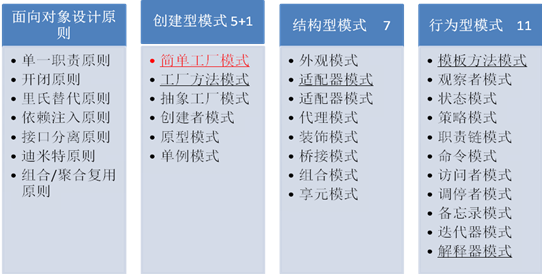 面向对象设计原
则
单一职责原则
开闭原则
里氏替代原则
依赖注入原则
接口分离原则
迪米特原则
组合/聚合复用
原则
创建型模式 5+1
简单工厂模式
工厂方法模式
抽象工厂模式
创建者模式
原型模式
单例模式
结构型模式 7
外观模式
适配器模式
适配器模式
代理模式
装饰模式
桥接模式
组合模式
享元模式
行为型模式 11
模板方法模式
观察者模式
状态模式
策略模式
职责链模式
命令模式
访问者模式
调停者模式
备忘录模式
迭代器模式
解释器模式